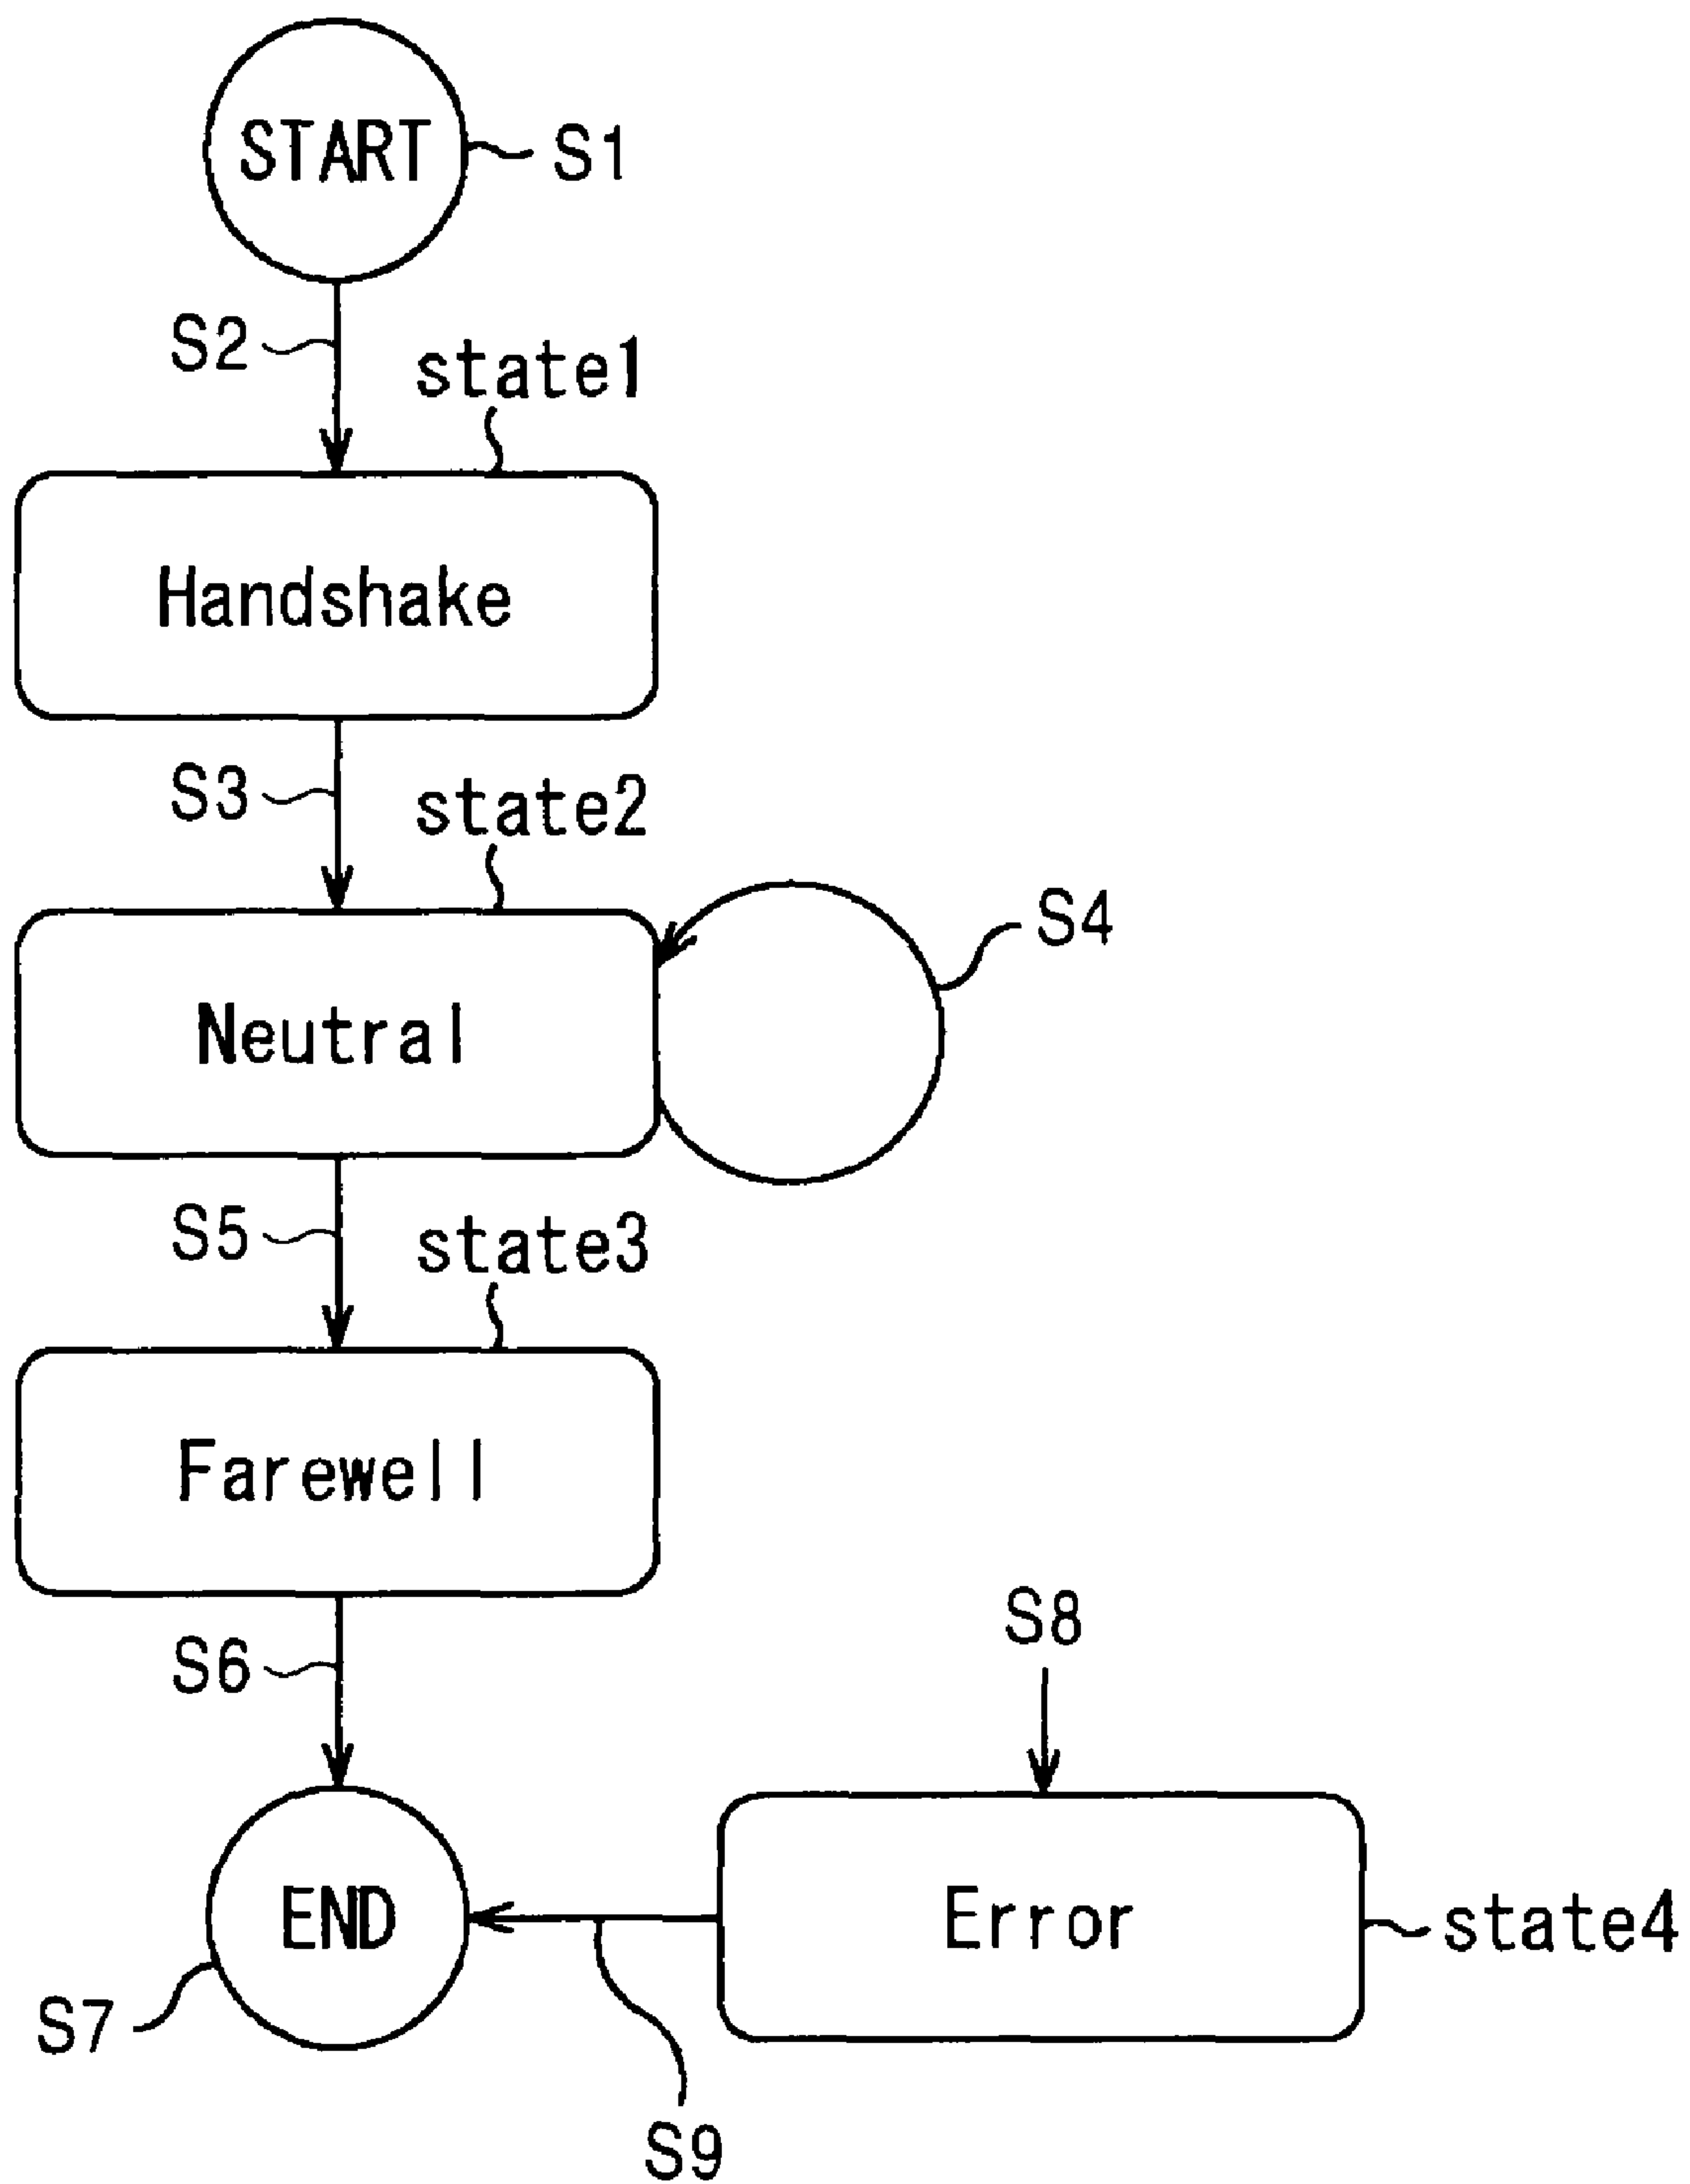 START
S1
S2
state1
Handshake
S3
state2
S4
Neutral
S5
state3
Farewell
S8
S6
END
Error
state4
S7
S9